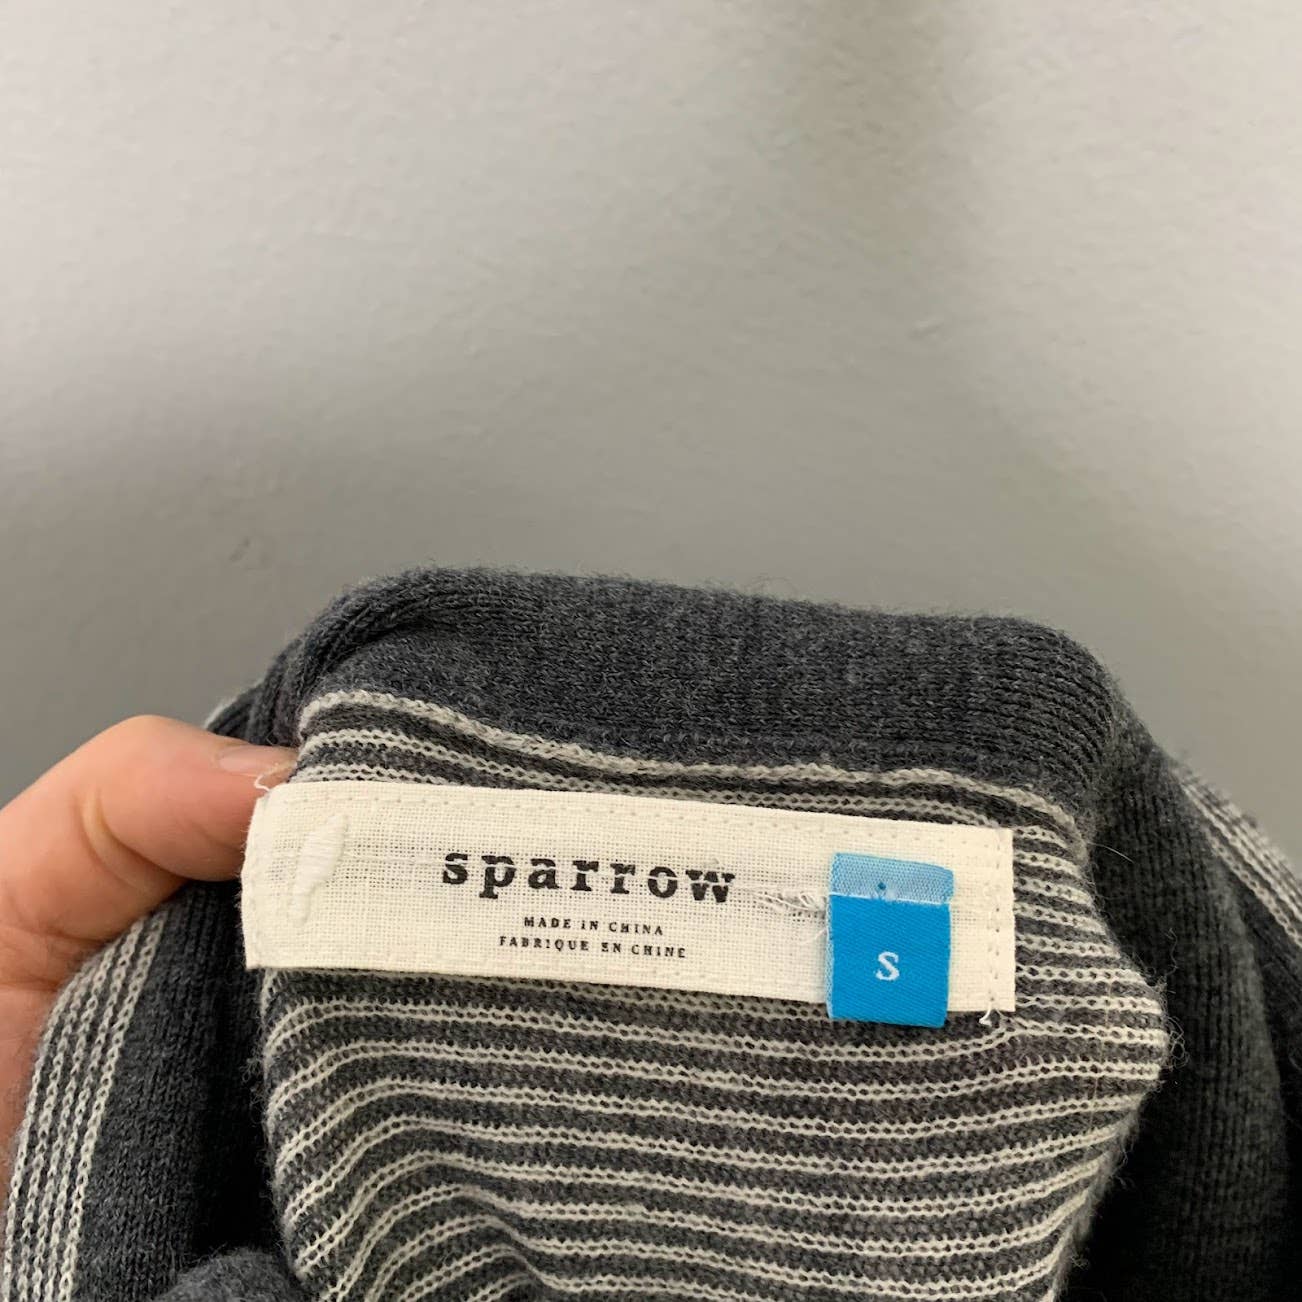 sparrow
MADE IN CHINA
FABRIQUE EN CHINE
S